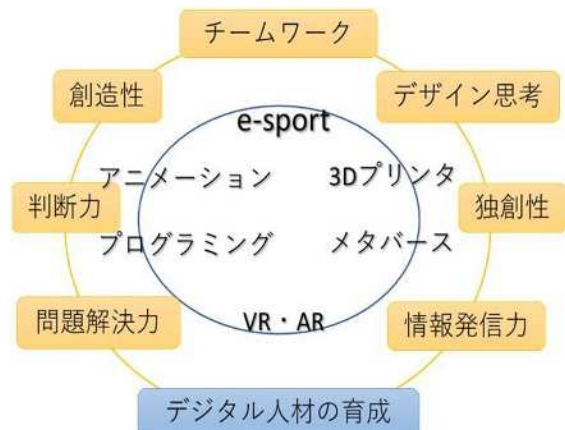 チームワーク
創造性
デザイン思考
e-sport
アニメーション
3Dプリンタ
判断力
独創性
プログラミング
メタバース
問題解決力
VR・AR
情報発信力
デジタル人材の育成